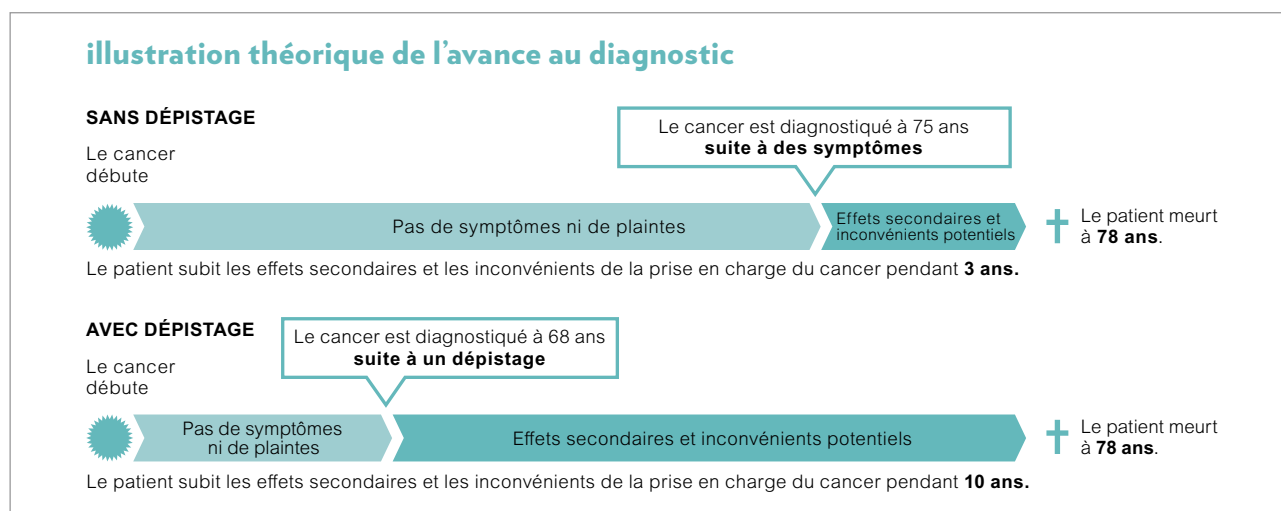 illustration théorique de l'avance au diagnostic
SANS DÉPISTAGE
Le cancer
débute
Le cancer est diagnostiqué à 75 ans
suite à des symptômes
Pas de symptômes ni de plaintes
Effets secondaires et
inconvénients potentiels
Le patient meurt
à 78 ans.
Le patient subit les effets secondaires et les inconvénients de la prise en charge du cancer pendant 3 ans.
AVEC DÉPISTAGE
Le cancer
débute
Le cancer est diagnostiqué à 68 ans
suite à un dépistage
Pas de symptômes
ni de plaintes
Effets secondaires et inconvénients potentiels
Le patient meurt
à 78 ans.
Le patient subit les effets secondaires et les inconvénients de la prise en charge du cancer pendant 10 ans.